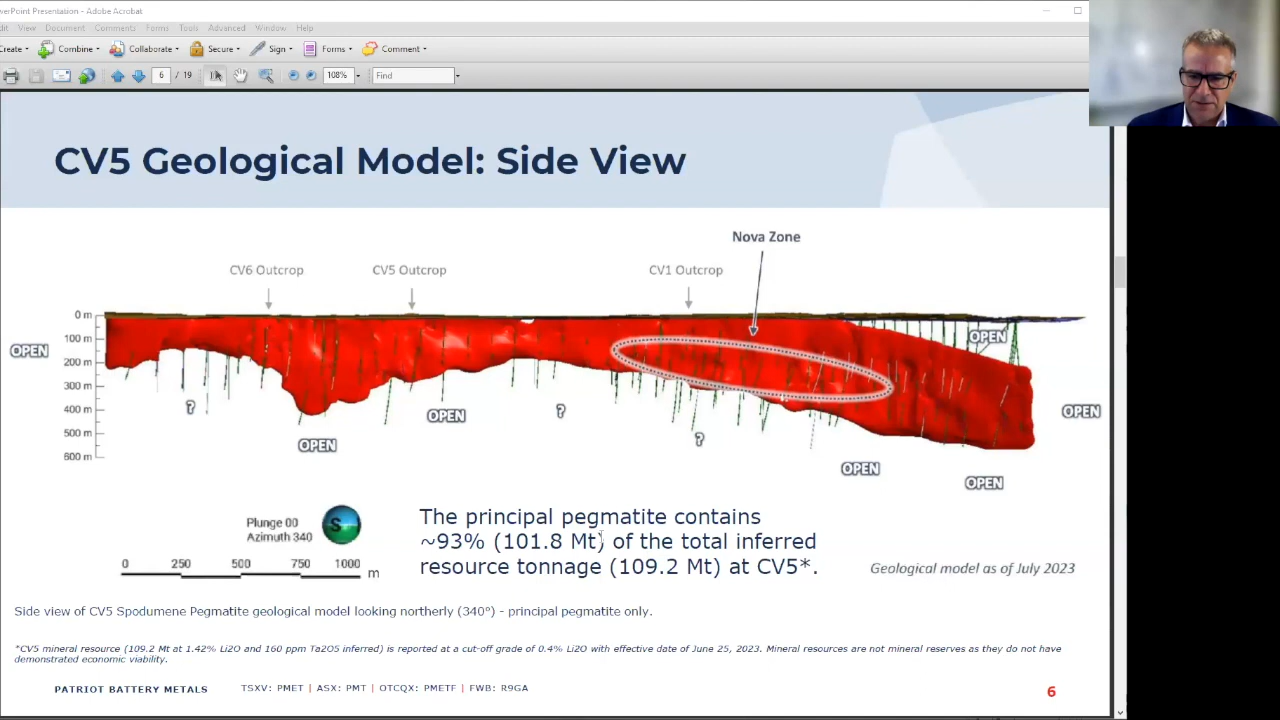 PowerPoint Presentation - Adobe Acrobat
Edit View Document Comments Forms Tools Advanced Window Help
Create Combine Collaborate Secure Sign Forms Comment
6 / 19 108% Find
CV5 Geological Model: Side View
Nova Zone
CV6 Outcrop CV5 Outcrop CV1 Outcrop
0 m
100 m
200 m
300 m
400 m
500 m
600 m
OPEN
OPEN
?
OPEN
OPEN
?
?
OPEN
OPEN
OPEN
S
Plunge 00
Azimuth 340
0 250 500 750 1000 m
The principal pegmatite contains
~93% (101.8 Mt) of the total inferred
resource tonnage (109.2 Mt) at CV5*.
Geological model as of July 2023
Side view of CV5 Spodumene Pegmatite geological model looking northerly (340°) - principal pegmatite only.
*CV5 mineral resource (109.2 Mt at 1.42% Li2O and 160 ppm Ta2O5 inferred) is reported at a cut-off grade of 0.4% Li2O with effective date of June 25, 2023. Mineral resources are not mineral reserves as they do not have
demonstrated economic viability.
PATRIOT BATTERY METALS TSXV: PMET | ASX: PMT | OTCQX: PMETF | FWB: R9GA 6